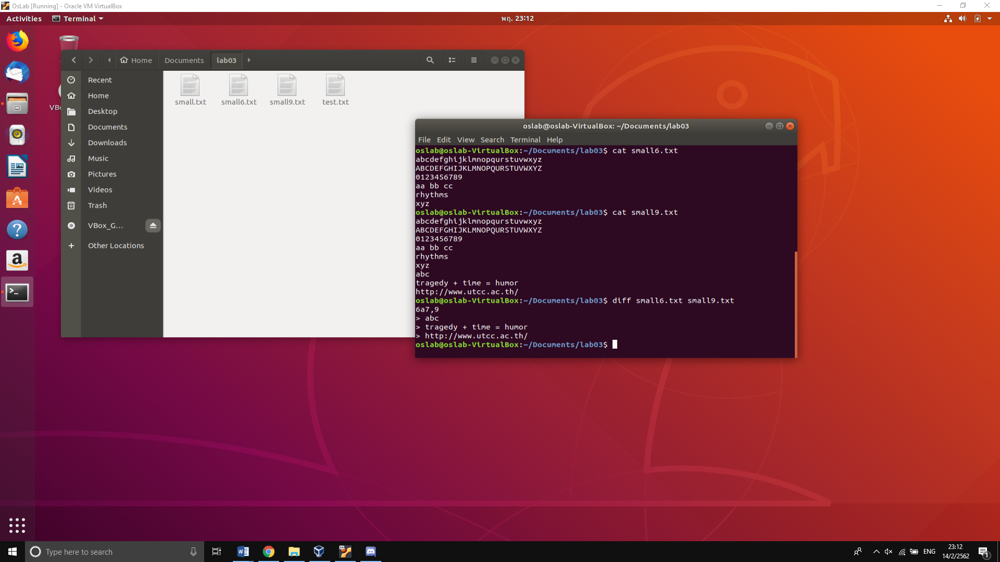 OsLab [Running] - Oracle VM VirtualBox
Activities
Terminal
พฤ. 23:12
Home
Documents
lab03
Recent
Home
Desktop
Documents
Downloads
Music
Pictures
Videos
Trash
VBox_G...
Other Locations
small.txt
small6.txt
small9.txt
test.txt
oslab@oslab-VirtualBox: ~/Documents/lab03
File Edit View Search Terminal Help
oslab@oslab-VirtualBox:~/Documents/lab03$ cat small6.txt
abcdefghijklmnopqurstuvwxyz
ABCDEFGHIJKLMNOPQURSTUVWXYZ
0123456789
aa bb cc
rhythms
xyz
oslab@oslab-VirtualBox:~/Documents/lab03$ cat small9.txt
abcdefghijklmnopqurstuvwxyz
ABCDEFGHIJKLMNOPQURSTUVWXYZ
0123456789
aa bb cc
rhythms
xyz
abc
tragedy + time = humor
http://www.utcc.ac.th/
oslab@oslab-VirtualBox:~/Documents/lab03$ diff small6.txt small9.txt
6a7,9
> abc
> tragedy + time = humor
> http://www.utcc.ac.th/
oslab@oslab-VirtualBox:~/Documents/lab03$
Type here to search
ENG
23:12
14/2/2562
1